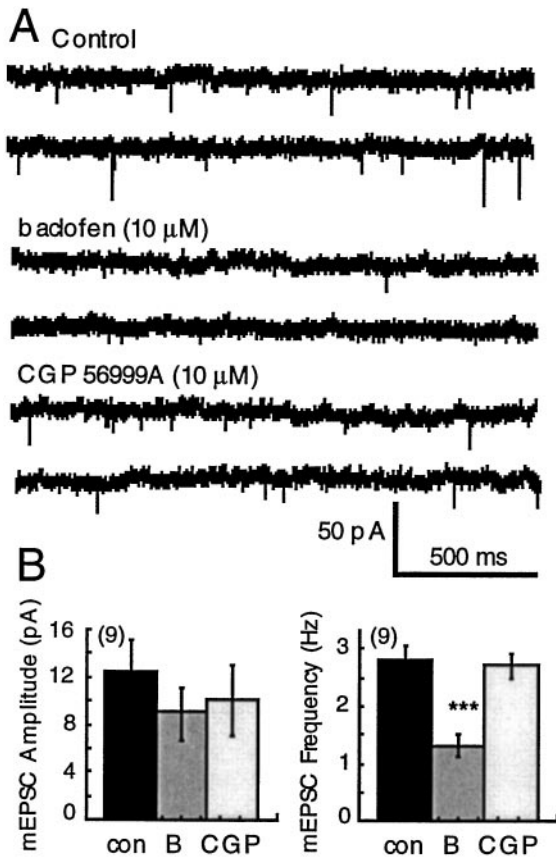 A Control
badofen (10 μM)
CGP 56999A (10 μM)
50 pA
500 ms
B
mEPSC Amplitude (pA)
16
12
8
4
0
(9)
con B CGP
mEPSC Frequency (Hz)
3
2
1
0
(9)
***
con B CGP